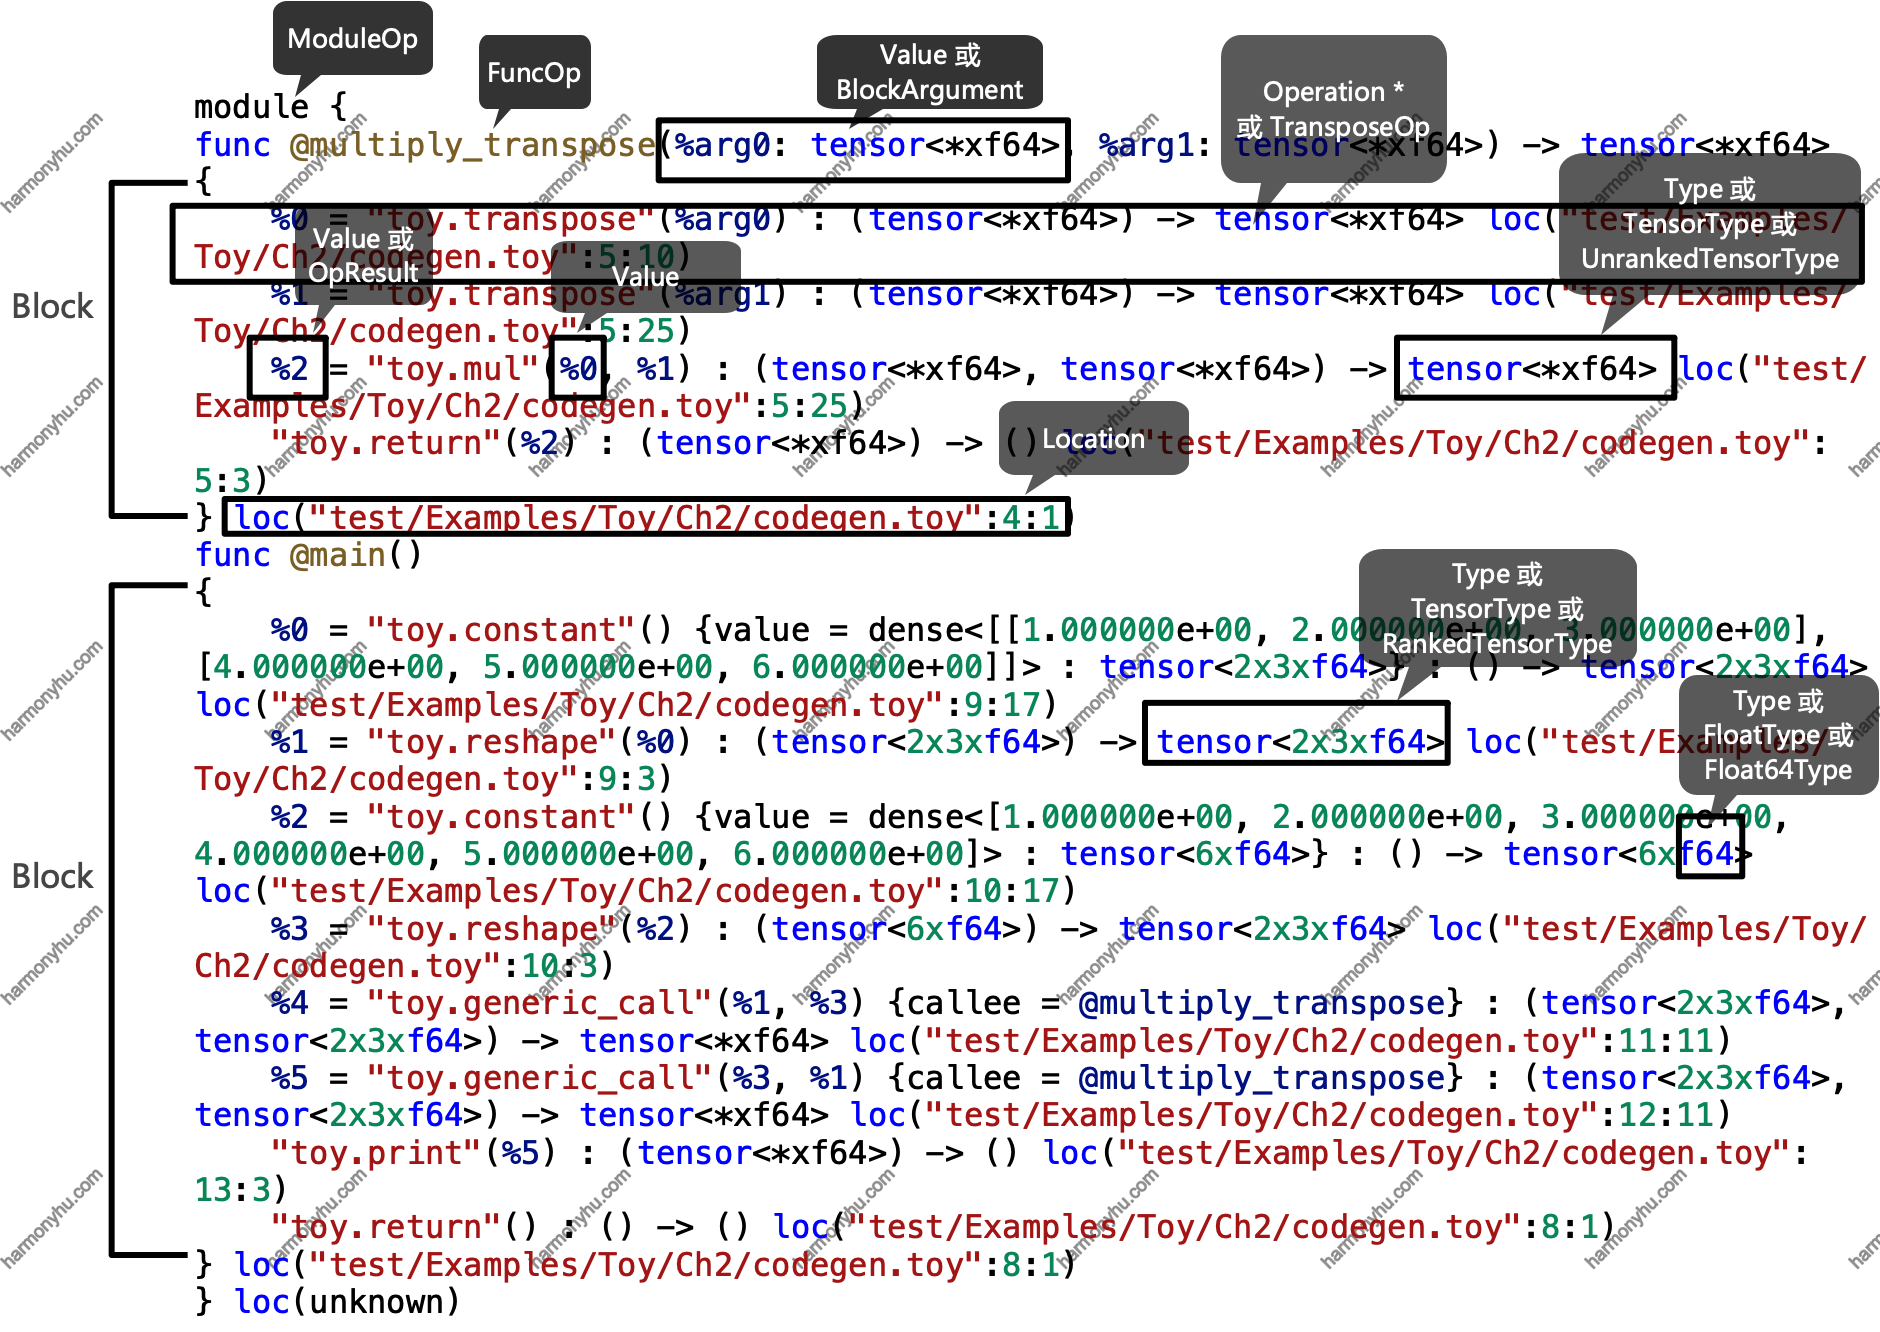 ModuleOp
FuncOp
Value 或
BlockArgument
Operation *
或 TransposeOp
module {
func @multiply_transpose(%arg0: tensor<*xf64>, %arg1: tensor<*xf64>) -> tensor<*xf64>
{
Type 或
TensorType 或
UnrankedTensorType
%0 = "toy.transpose"(%arg0) : (tensor<*xf64>) -> tensor<*xf64> loc("test/Examples/
Toy/Ch2/codegen.toy":5:10)
Value 或
OpResult
Value
Block
%1 = "toy.transpose"(%arg1) : (tensor<*xf64>) -> tensor<*xf64> loc("test/Examples/
Toy/Ch2/codegen.toy":5:25)
%2 = "toy.mul"(%0, %1) : (tensor<*xf64>, tensor<*xf64>) -> tensor<*xf64> loc("test/
Examples/Toy/Ch2/codegen.toy":5:25)
"toy.return"(%2) : (tensor<*xf64>) -> () loc("test/Examples/Toy/Ch2/codegen.toy":
5:3)
Location
} loc("test/Examples/Toy/Ch2/codegen.toy":4:1)
func @main()
{
Type 或
TensorType 或
RankedTensorType
%0 = "toy.constant"() {value = dense<[[1.000000e+00, 2.000000e+00, 3.000000e+00],
[4.000000e+00, 5.000000e+00, 6.000000e+00]]> : tensor<2x3xf64>} : () -> tensor<2x3xf64>
loc("test/Examples/Toy/Ch2/codegen.toy":9:17)
%1 = "toy.reshape"(%0) : (tensor<2x3xf64>) -> tensor<2x3xf64> loc("test/Examples/
Toy/Ch2/codegen.toy":9:3)
Type 或
FloatType 或
Float64Type
%2 = "toy.constant"() {value = dense<[1.000000e+00, 2.000000e+00, 3.000000e+00,
4.000000e+00, 5.000000e+00, 6.000000e+00]> : tensor<6xf64>} : () -> tensor<6xf64>
Block
loc("test/Examples/Toy/Ch2/codegen.toy":10:17)
%3 = "toy.reshape"(%2) : (tensor<6xf64>) -> tensor<2x3xf64> loc("test/Examples/Toy/
Ch2/codegen.toy":10:3)
%4 = "toy.generic_call"(%1, %3) {callee = @multiply_transpose} : (tensor<2x3xf64>,
tensor<2x3xf64>) -> tensor<*xf64> loc("test/Examples/Toy/Ch2/codegen.toy":11:11)
%5 = "toy.generic_call"(%3, %1) {callee = @multiply_transpose} : (tensor<2x3xf64>,
tensor<2x3xf64>) -> tensor<*xf64> loc("test/Examples/Toy/Ch2/codegen.toy":12:11)
"toy.print"(%5) : (tensor<*xf64>) -> () loc("test/Examples/Toy/Ch2/codegen.toy":
13:3)
"toy.return"() : () -> () loc("test/Examples/Toy/Ch2/codegen.toy":8:1)
} loc("test/Examples/Toy/Ch2/codegen.toy":8:1)
} loc(unknown)
harmonyhu.com